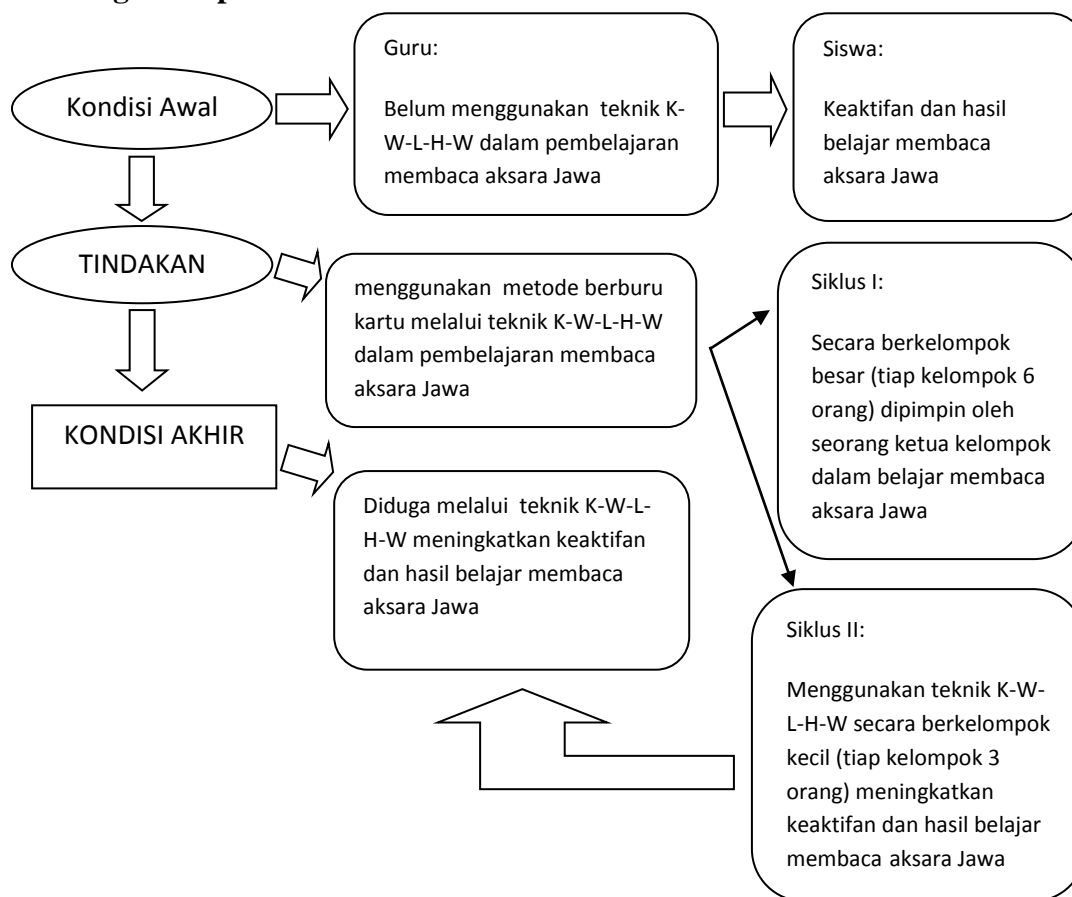 Kondisi Awal
Guru:
Belum menggunakan teknik K-
W-L-H-W dalam pembelajaran
membaca aksara Jawa
Siswa:
Keaktifan dan hasil
belajar membaca
aksara Jawa
TINDAKAN
menggunakan metode berburu
kartu melalui teknik K-W-L-H-W
dalam pembelajaran membaca
aksara Jawa
Siklus I:
Secara berkelompok
besar (tiap kelompok 6
orang) dipimpin oleh
seorang ketua kelompok
dalam belajar membaca
aksara Jawa
KONDISI AKHIR
Diduga melalui teknik K-W-L-
H-W meningkatkan keaktifan
dan hasil belajar membaca
aksara Jawa
Siklus II:
Menggunakan teknik K-W-
L-H-W secara berkelompok
kecil (tiap kelompok 3
orang) meningkatkan
keaktifan dan hasil belajar
membaca aksara Jawa